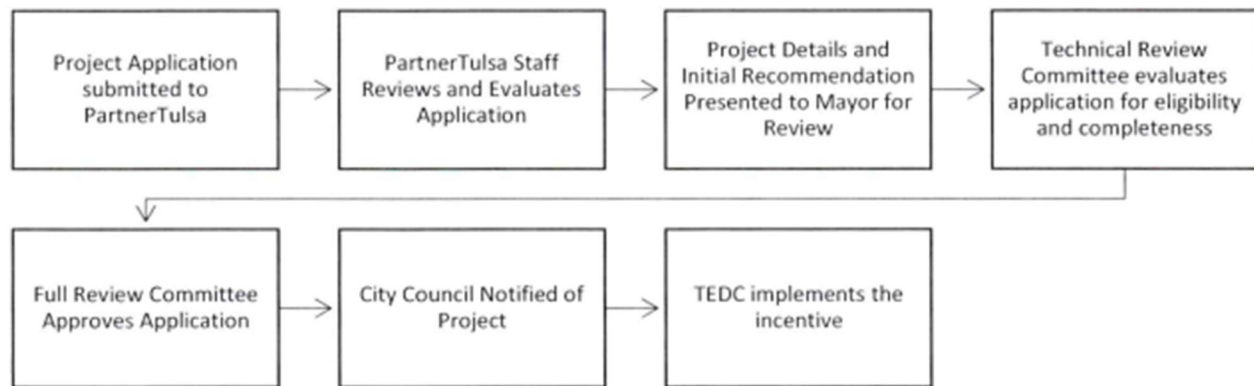 Project Application
submitted to
PartnerTulsa
PartnerTulsa Staff
Reviews and Evaluates
Application
Project Details and
Initial Recommendation
Presented to Mayor for
Review
Technical Review
Committee evaluates
application for eligibility
and completeness
Full Review Committee
Approves Application
City Council Notified of
Project
TEDC implements the
incentive